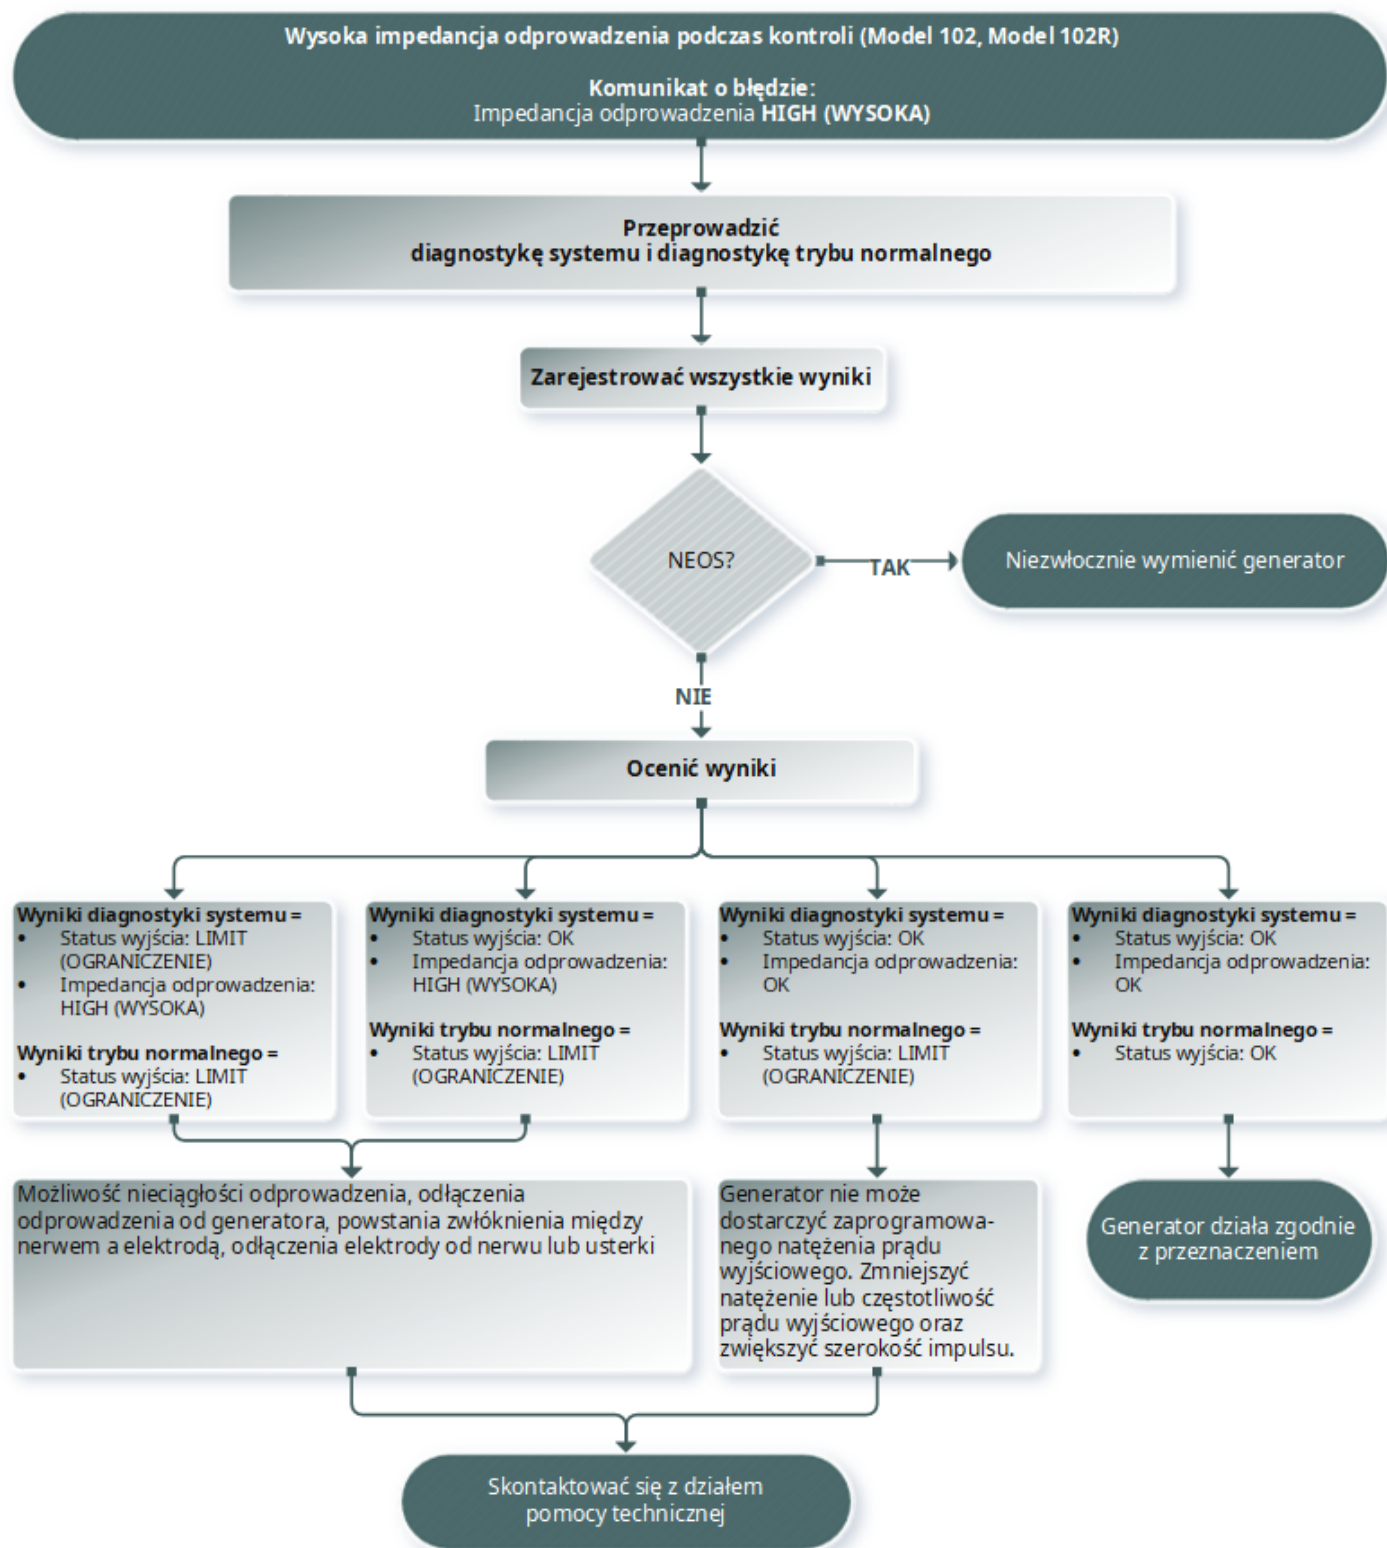 Wysoka impedancja odprowadzenia podczas kontroli (Model 102, Model 102R)
Komunikat o błędzie:
Impedancja odprowadzenia HIGH (WYSOKA)
Przeprowadzić
diagnostykę systemu i diagnostykę trybu normalnego
Zarejestrować wszystkie wyniki
NEOS?
TAK
Niezwłocznie wymienić generator
NIE
Ocenić wyniki
Wyniki diagnostyki systemu =
• Status wyjścia: LIMIT
(OGRANICZENIE)
• Impedancja odprowadzenia:
HIGH (WYSOKA)
Wyniki trybu normalnego =
• Status wyjścia: LIMIT
(OGRANICZENIE)
Wyniki diagnostyki systemu =
• Status wyjścia: OK
• Impedancja odprowadzenia:
HIGH (WYSOKA)
Wyniki trybu normalnego =
• Status wyjścia: LIMIT
(OGRANICZENIE)
Wyniki diagnostyki systemu =
• Status wyjścia: OK
• Impedancja odprowadzenia:
OK
Wyniki trybu normalnego =
• Status wyjścia: LIMIT
(OGRANICZENIE)
Wyniki diagnostyki systemu =
• Status wyjścia: OK
• Impedancja odprowadzenia:
OK
Wyniki trybu normalnego =
• Status wyjścia: OK
Możliwość nieciągłości odprowadzenia, odłączenia
odprowadzenia od generatora, powstania zwłóknienia między
nerwem a elektrodą, odłączenia elektrody od nerwu lub usterki
Generator nie może
dostarczyć zaprogramowa-
nego natężenia prądu
wyjściowego. Zmniejszyć
natężenie lub częstotliwość
prądu wyjściowego oraz
zwiększyć szerokość impulsu.
Generator działa zgodnie
z przeznaczeniem
Skontaktować się z działem
pomocy technicznej